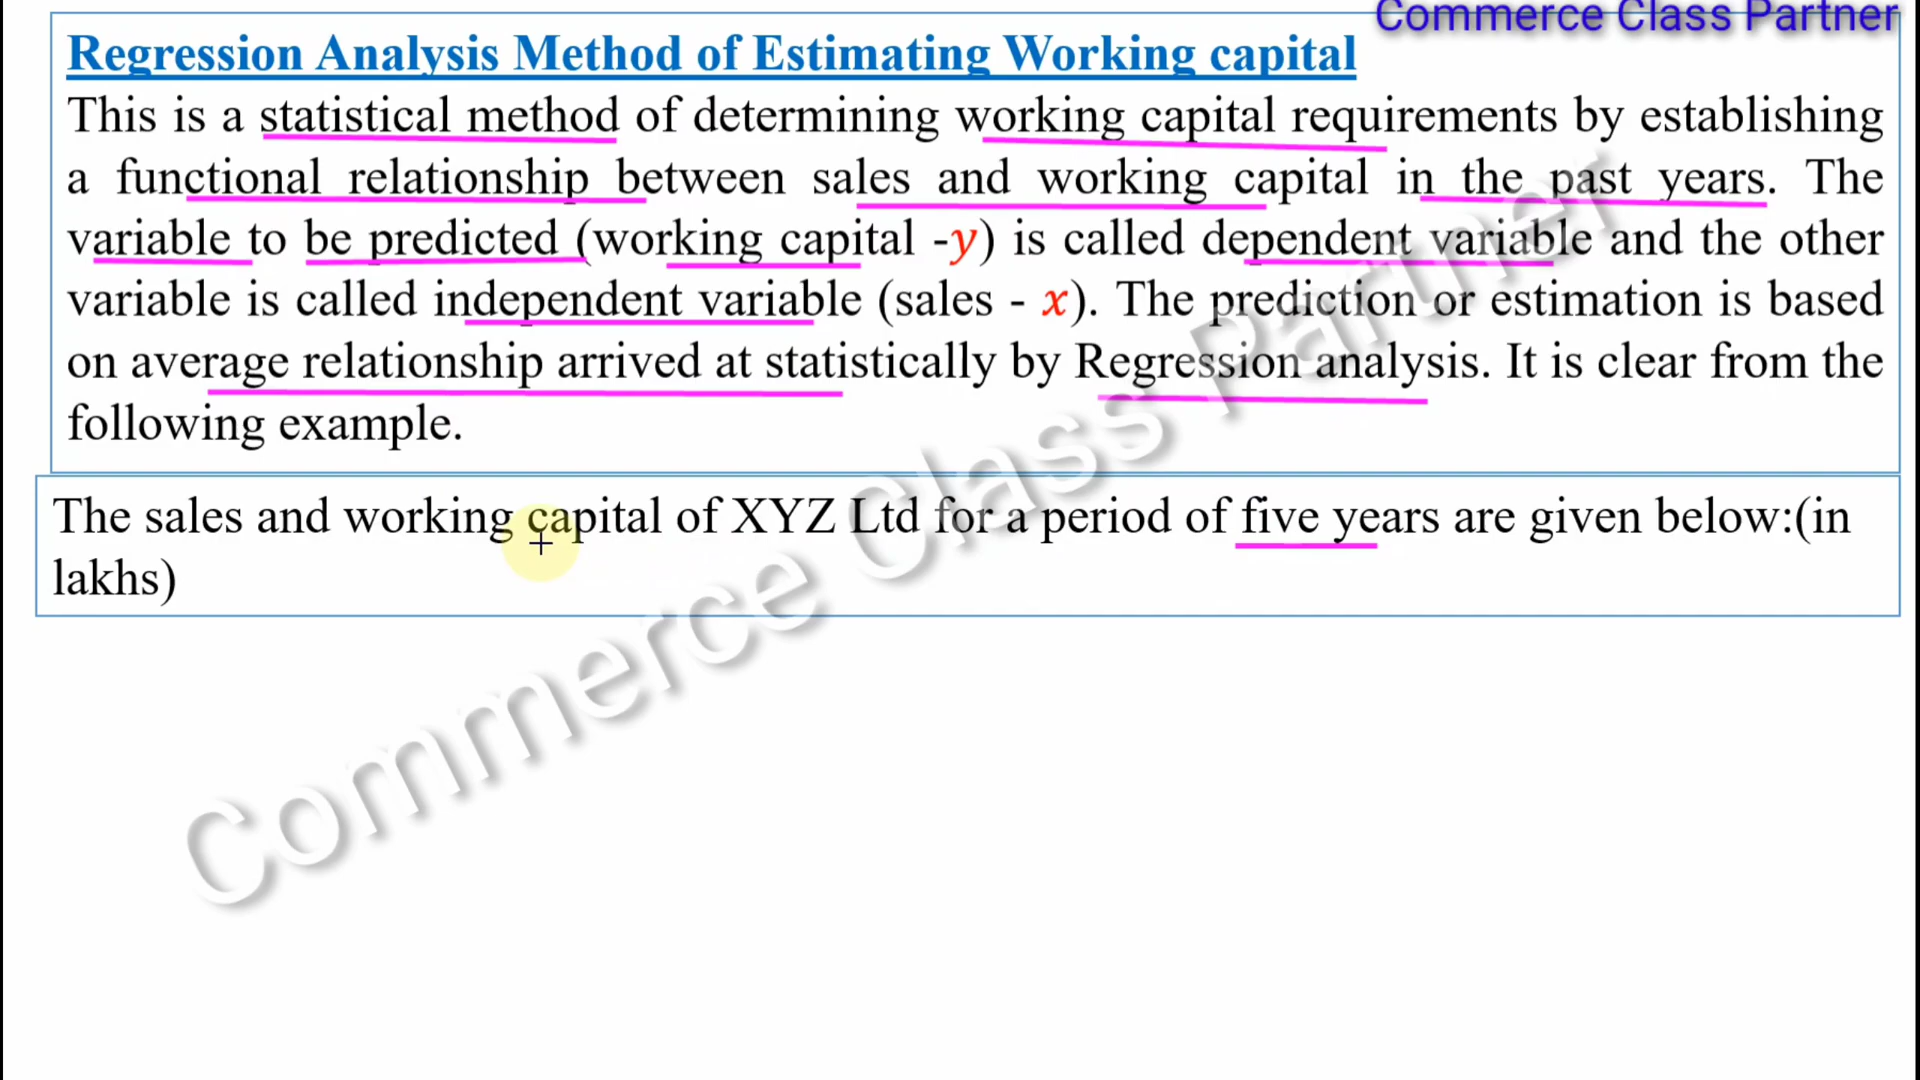 Commerce Class Partner
Regression Analysis Method of Estimating Working capital
This is a statistical method of determining working capital requirements by establishing
a functional relationship between sales and working capital in the past years. The
variable to be predicted (working capital -y) is called dependent variable and the other
variable is called independent variable (sales - x). The prediction or estimation is based
on average relationship arrived at statistically by Regression analysis. It is clear from the
following example.
The sales and working capital of XYZ Ltd for a period of five years are given below:(in
lakhs)
Commerce Class Partner